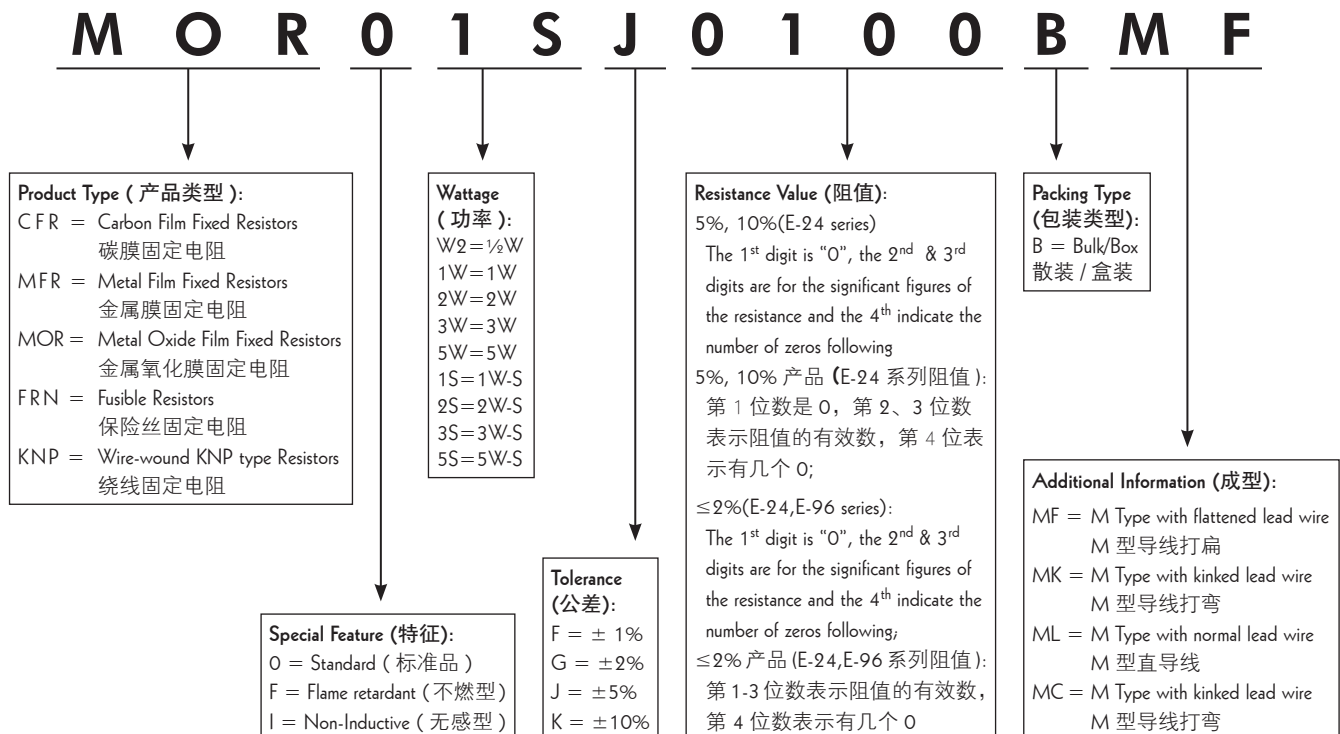 M O R 0 1 S J 0 1 0 0 B M F
Product Type ( 产品类型 ):
CFR = Carbon Film Fixed Resistors
碳膜固定电阻
MFR = Metal Film Fixed Resistors
金属膜固定电阻
MOR = Metal Oxide Film Fixed Resistors
金属氧化膜固定电阻
FRN = Fusible Resistors
保险丝固定电阻
KNP = Wire-wound KNP type Resistors
绕线固定电阻
Special Feature (特征):
0 = Standard ( 标准品 )
F = Flame retardant ( 不燃型 )
I = Non-Inductive ( 无感型 )
Wattage
( 功率 ):
W2=½W
1W=1W
2W=2W
3W=3W
5W=5W
1S=1W-S
2S=2W-S
3S=3W-S
5S=5W-S
Tolerance
(公差):
F = ± 1%
G = ±2%
J = ±5%
K = ±10%
Resistance Value (阻值):
5%, 10%(E-24 series)
The 1st digit is “0”, the 2nd & 3rd
digits are for the significant figures of
the resistance and the 4th indicate the
number of zeros following
5%, 10% 产品 (E-24 系列阻值 ):
第 1 位数是 0，第 2、3 位数
表示阻值的有效数，第 4 位表
示有几个 0;
≤2%(E-24,E-96 series):
The 1st digit is “0”, the 2nd & 3rd
digits are for the significant figures of
the resistance and the 4th indicate the
number of zeros following;
≤2% 产品 (E-24,E-96 系列阻值 ):
第 1-3 位数表示阻值的有效数，
第 4 位数表示有几个 0
Packing Type
(包装类型):
B = Bulk/Box
散装 / 盒装
Additional Information (成型):
MF = M Type with flattened lead wire
M 型导线打扁
MK = M Type with kinked lead wire
M 型导线打弯
ML = M Type with normal lead wire
M 型直导线
MC = M Type with kinked lead wire
M 型导线打弯